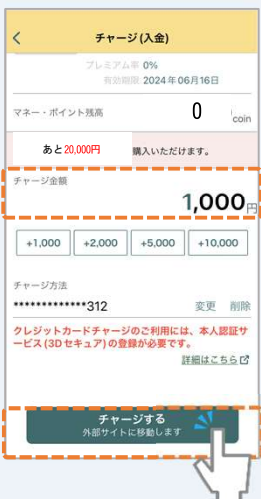 チャージ(入金)
プレミアム率 0%
有効期限 2024年06月16日
マネー・ポイント残高 0 coin
あと20,000円 購入いただけます。
チャージ金額
1,000円
+1,000 +2,000 +5,000 +10,000
チャージ方法
*************312 変更 削除
クレジットカードチャージのご利用には、本人認証サ
ービス(3Dセキュア)の登録が必要です。
詳細はこちら
チャージする
外部サイトに移動します